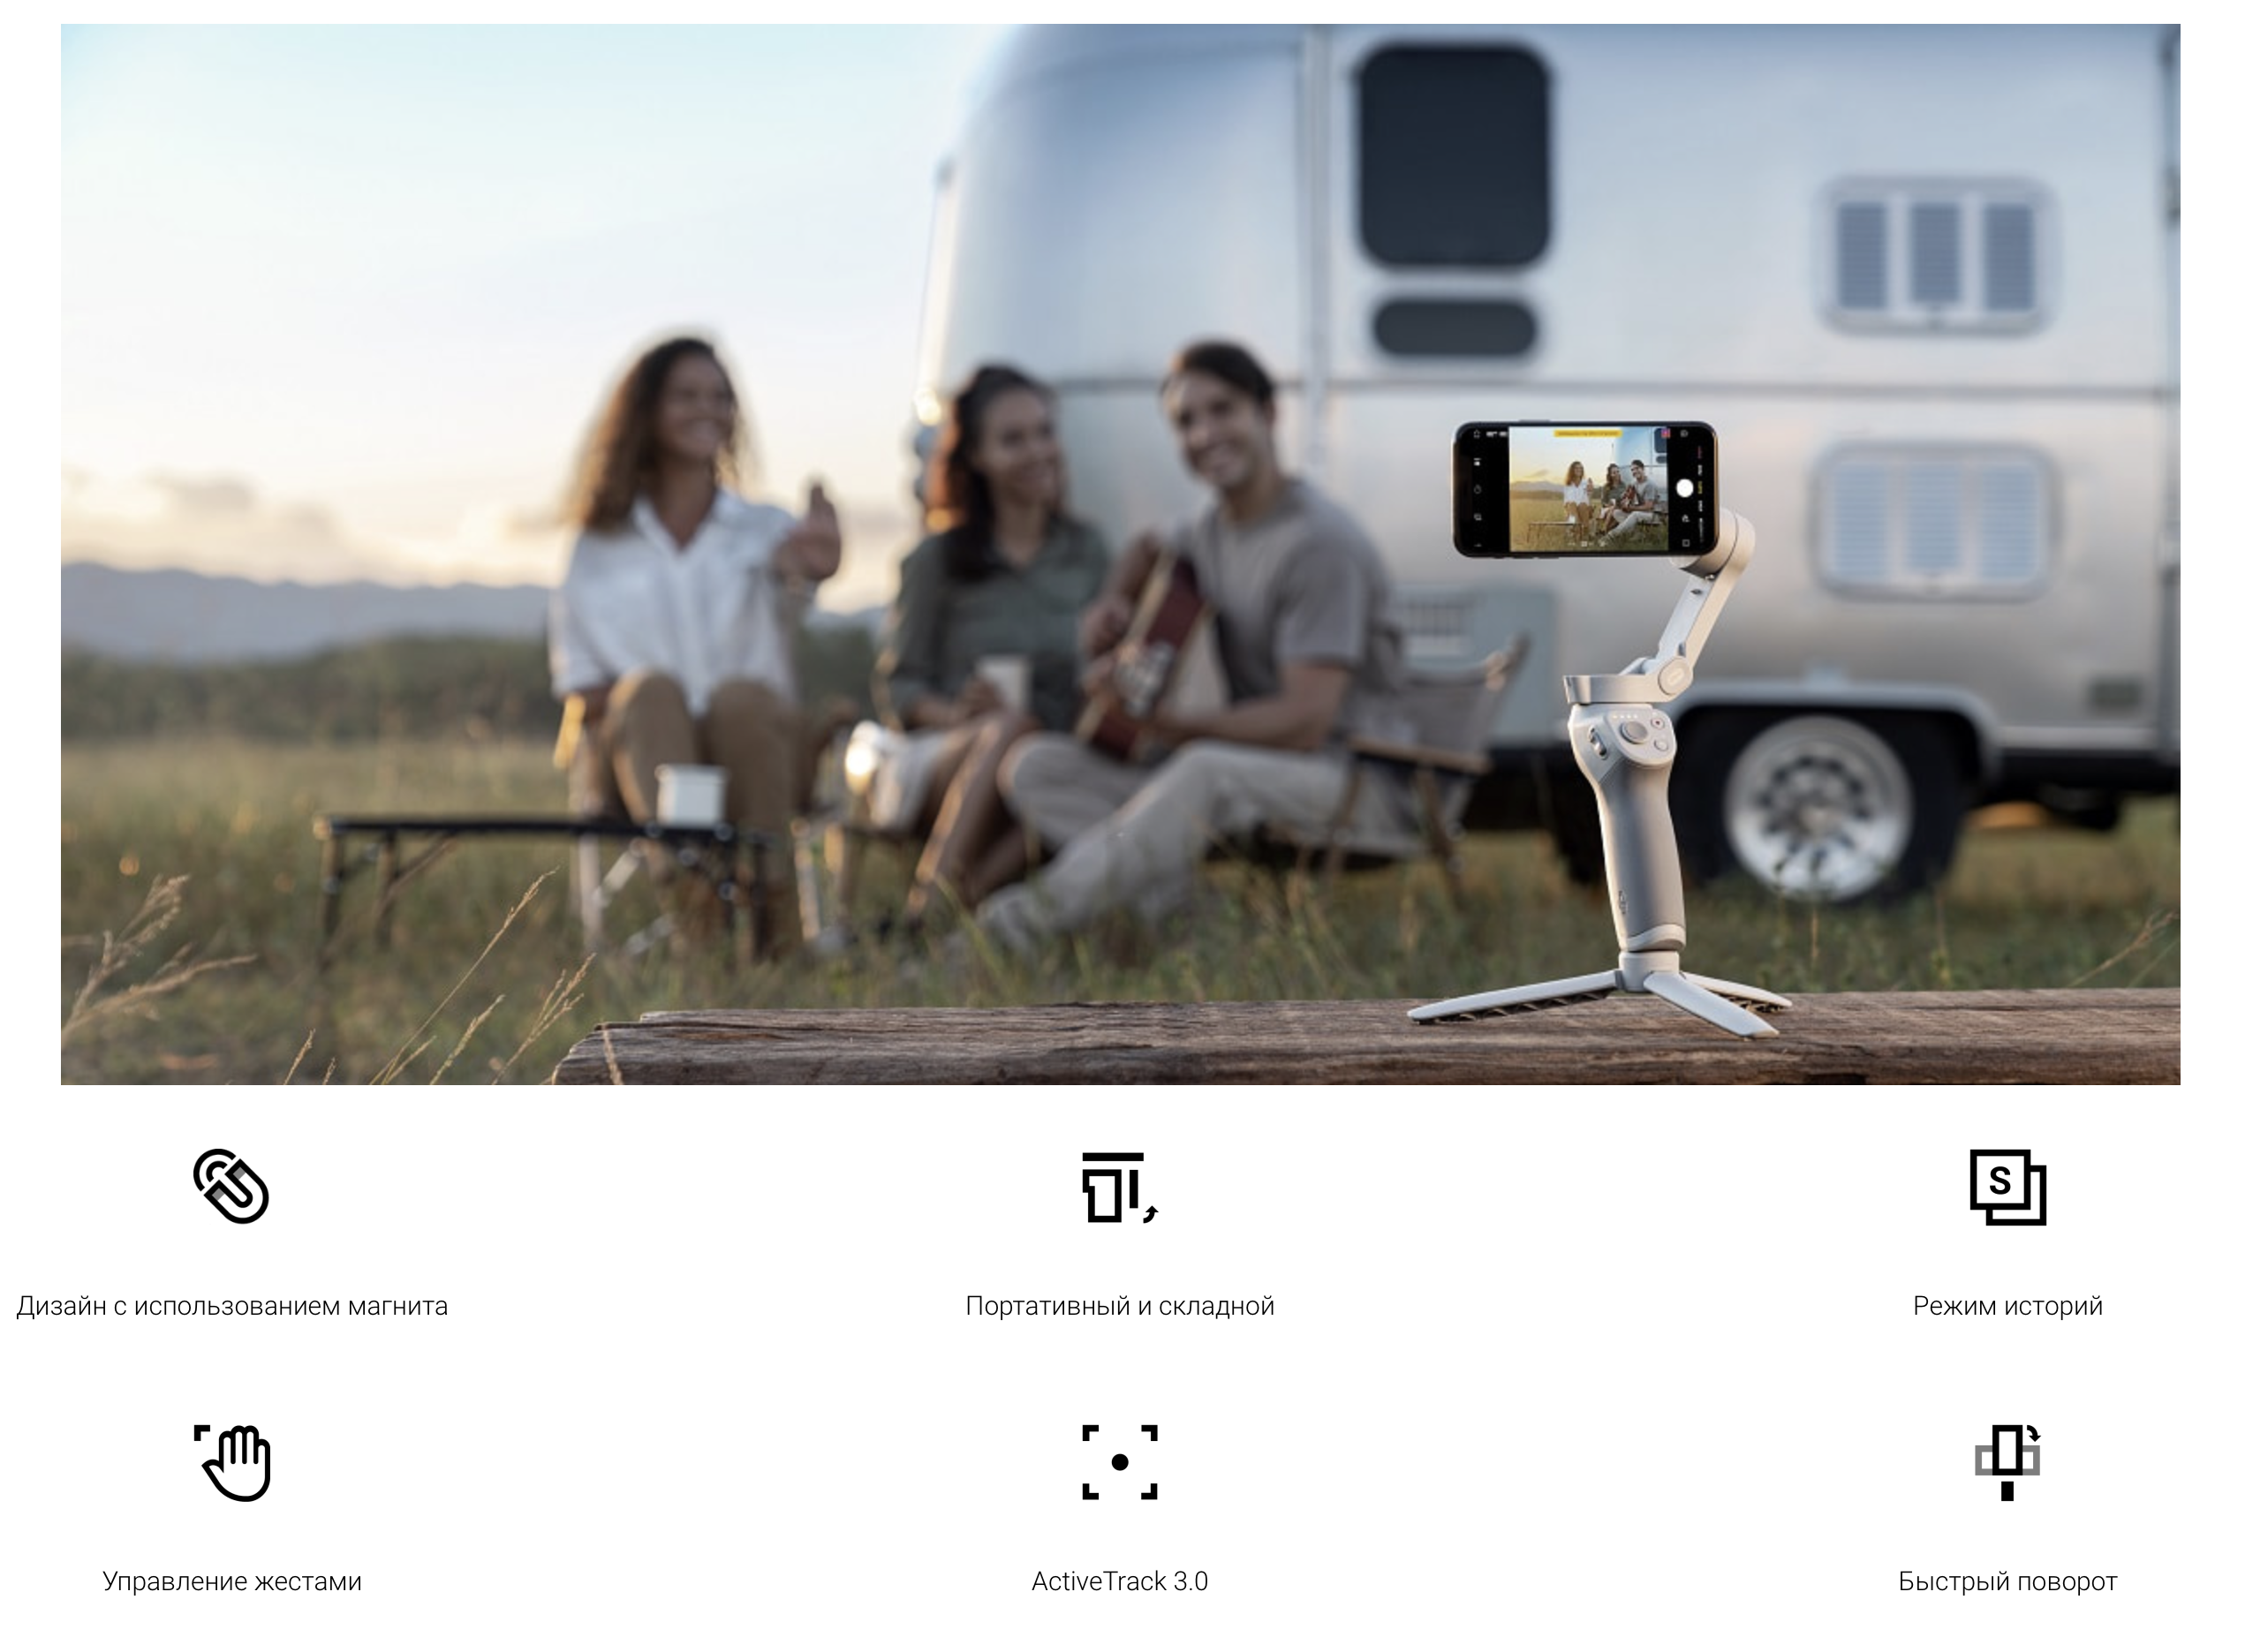 S
Дизайн с использованием магнита
Портативный и складной
Режим историй
Управление жестами
ActiveTrack 3.0
Быстрый поворот